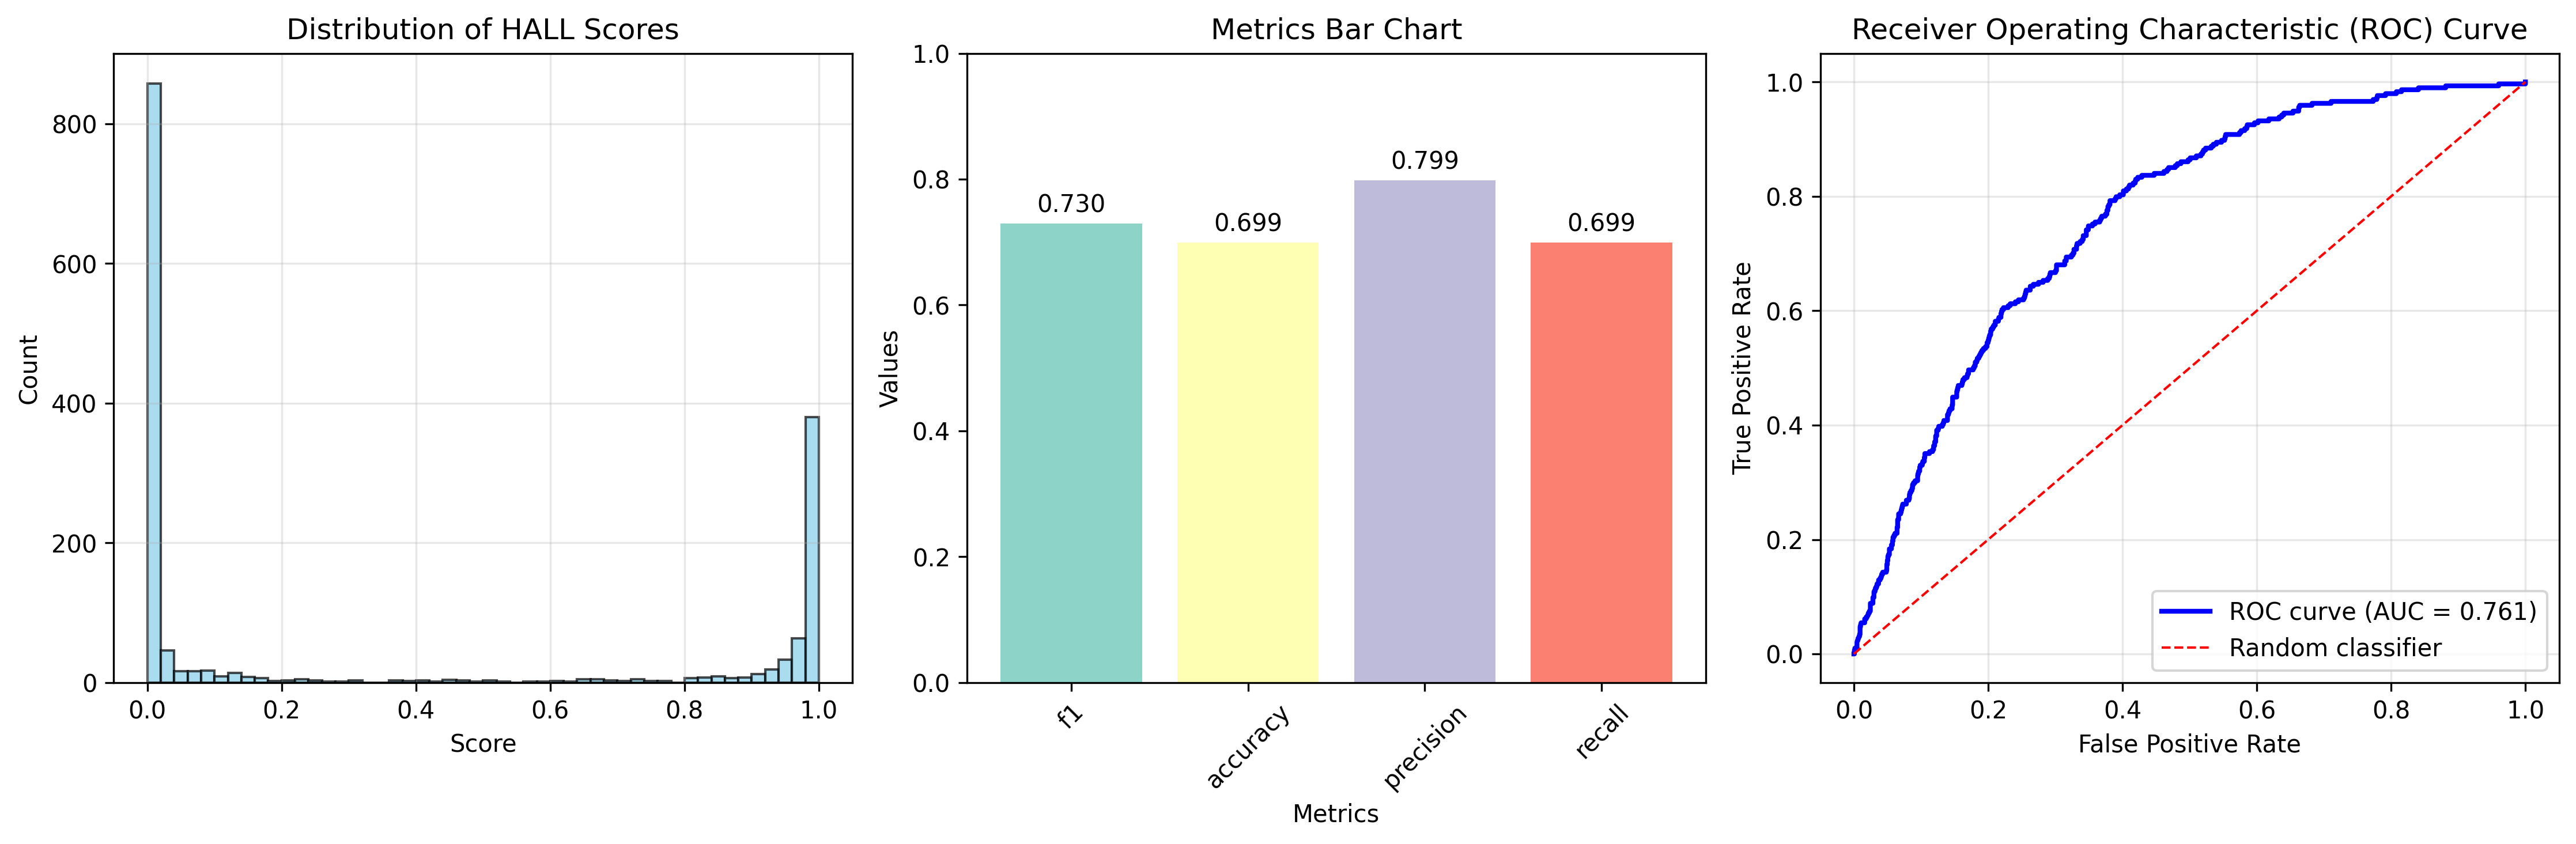 Distribution of HALL Scores
Count
800
600
400
200
0
0.0 0.2 0.4 0.6 0.8 1.0
Score
Metrics Bar Chart
Values
1.0
0.8
0.6
0.4
0.2
0.0
0.730
0.699
0.799
0.699
f1
accuracy
precision
recall
Metrics
Receiver Operating Characteristic (ROC) Curve
True Positive Rate
1.0
0.8
0.6
0.4
0.2
0.0
ROC curve (AUC = 0.761)
Random classifier
0.0 0.2 0.4 0.6 0.8 1.0
False Positive Rate